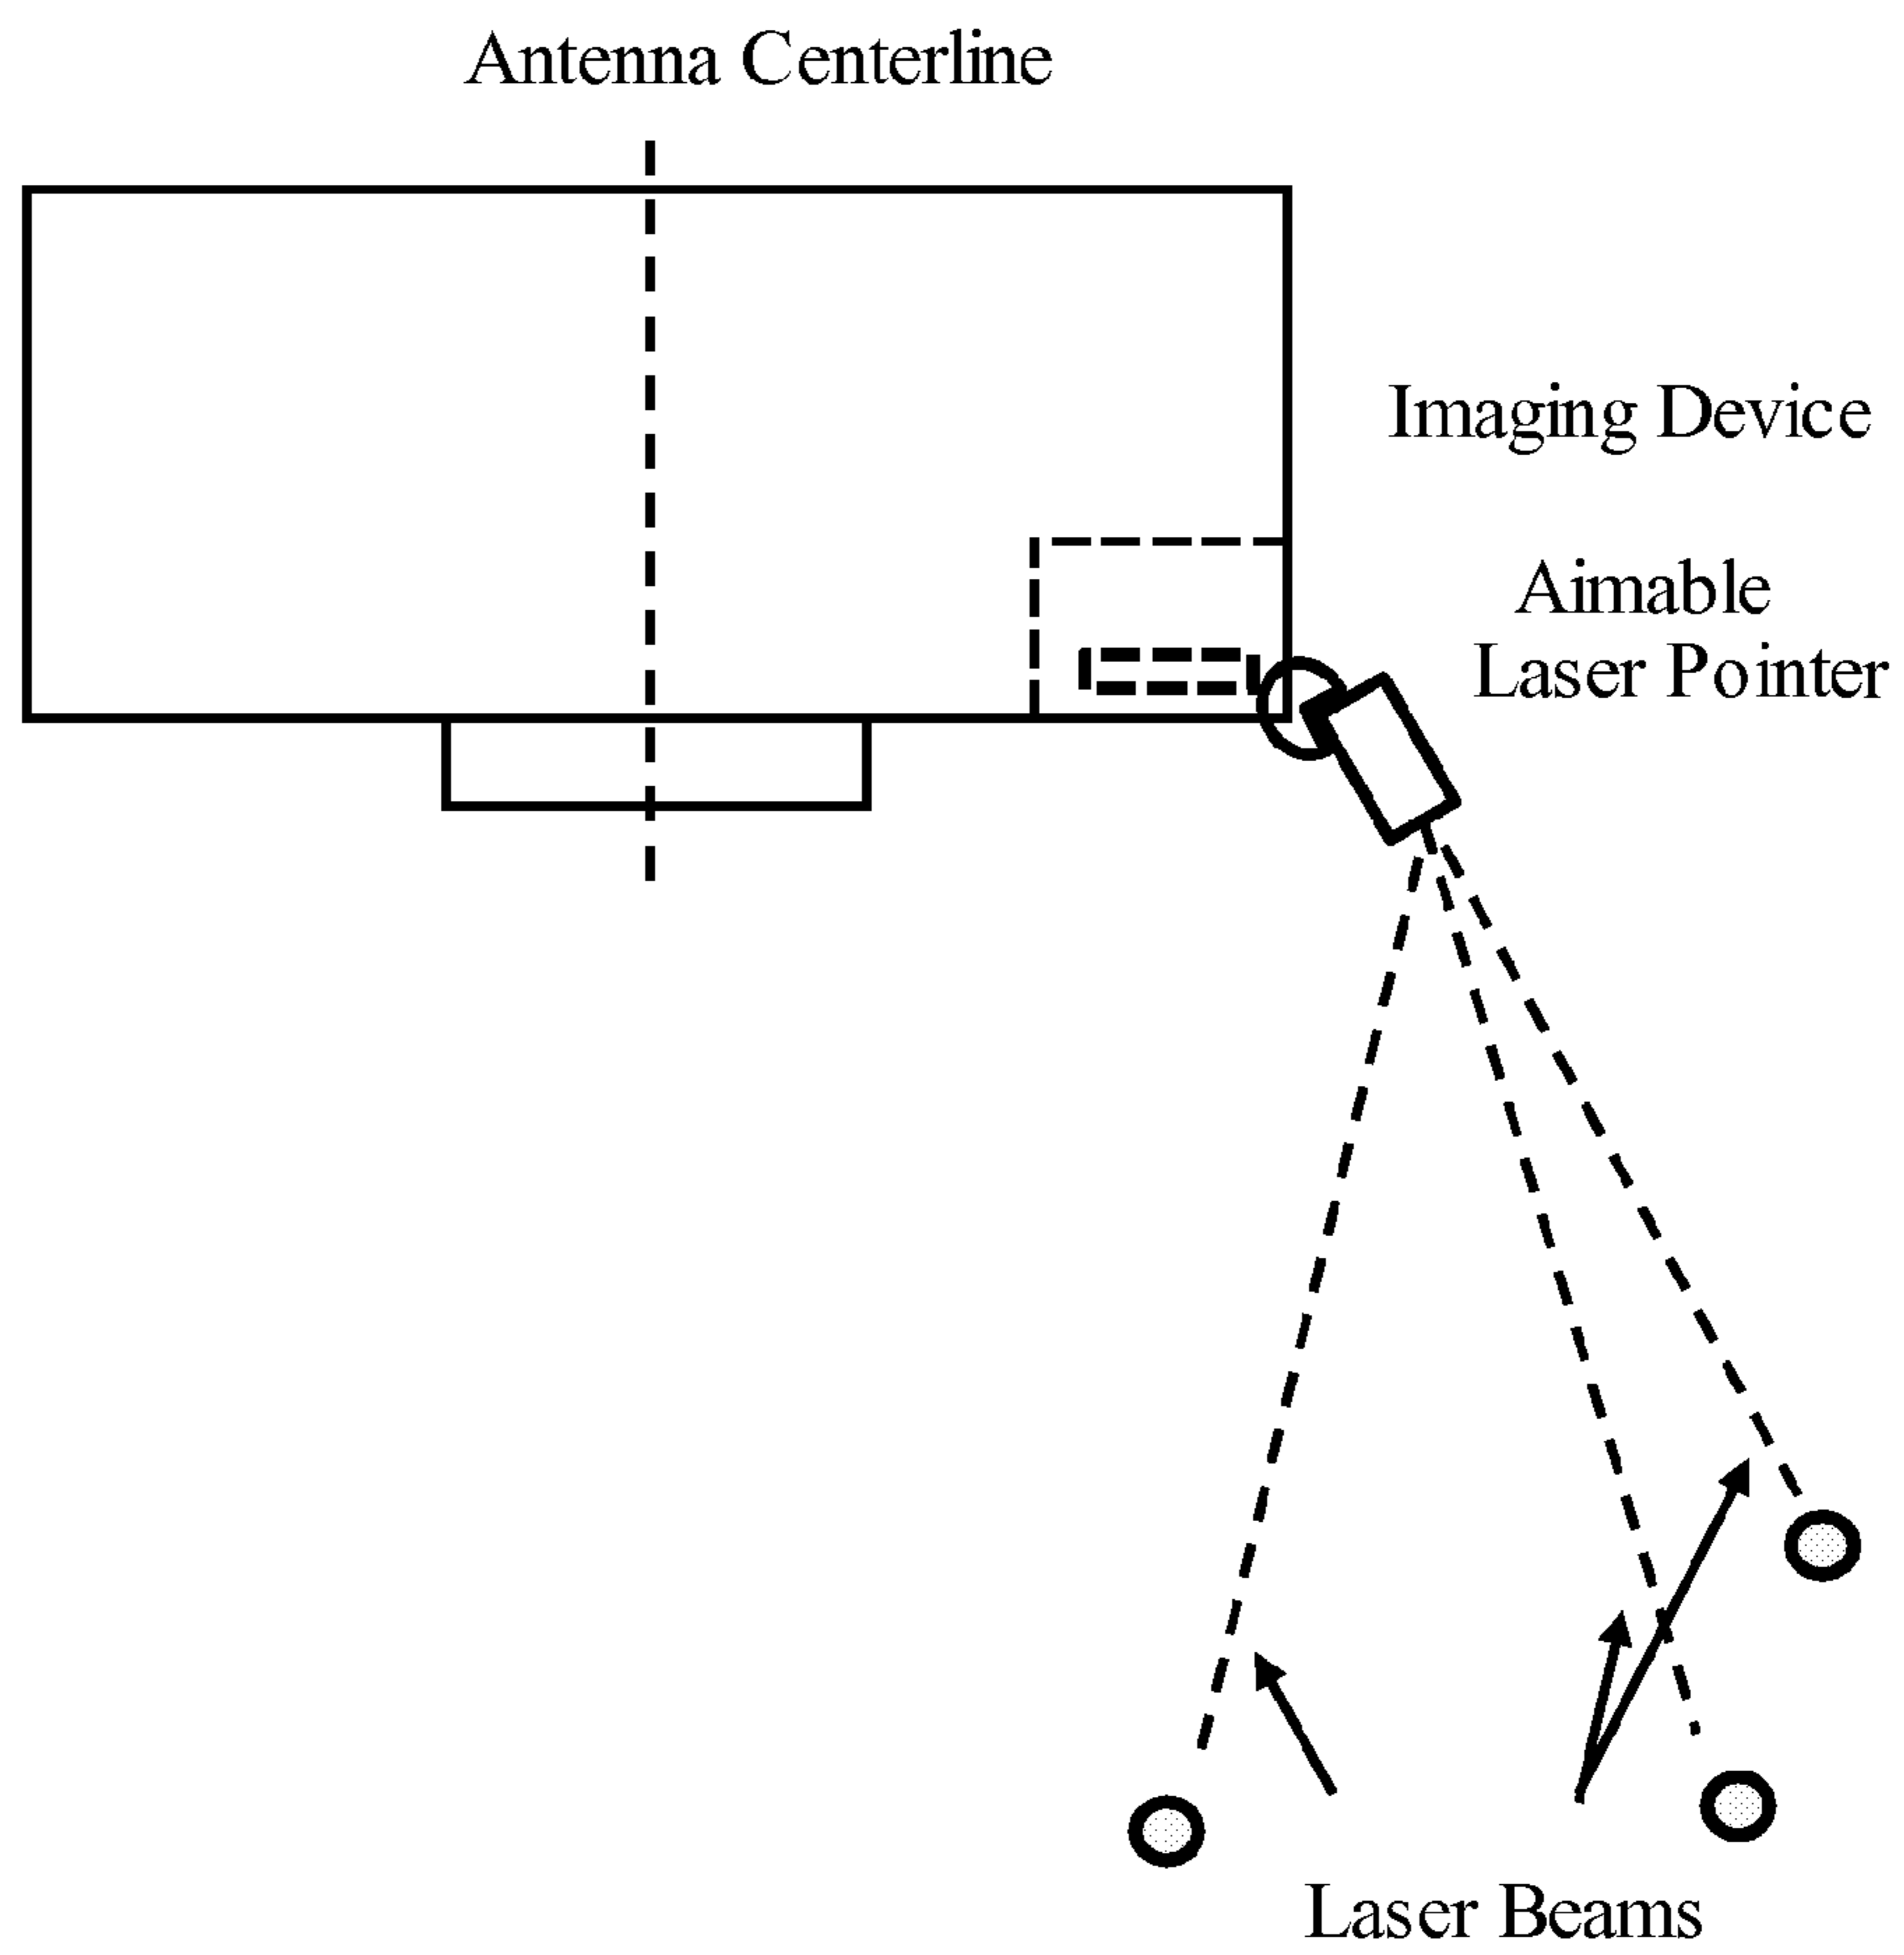 Antenna Centerline
Imaging Device
Aimable
Laser Pointer
Laser Beams